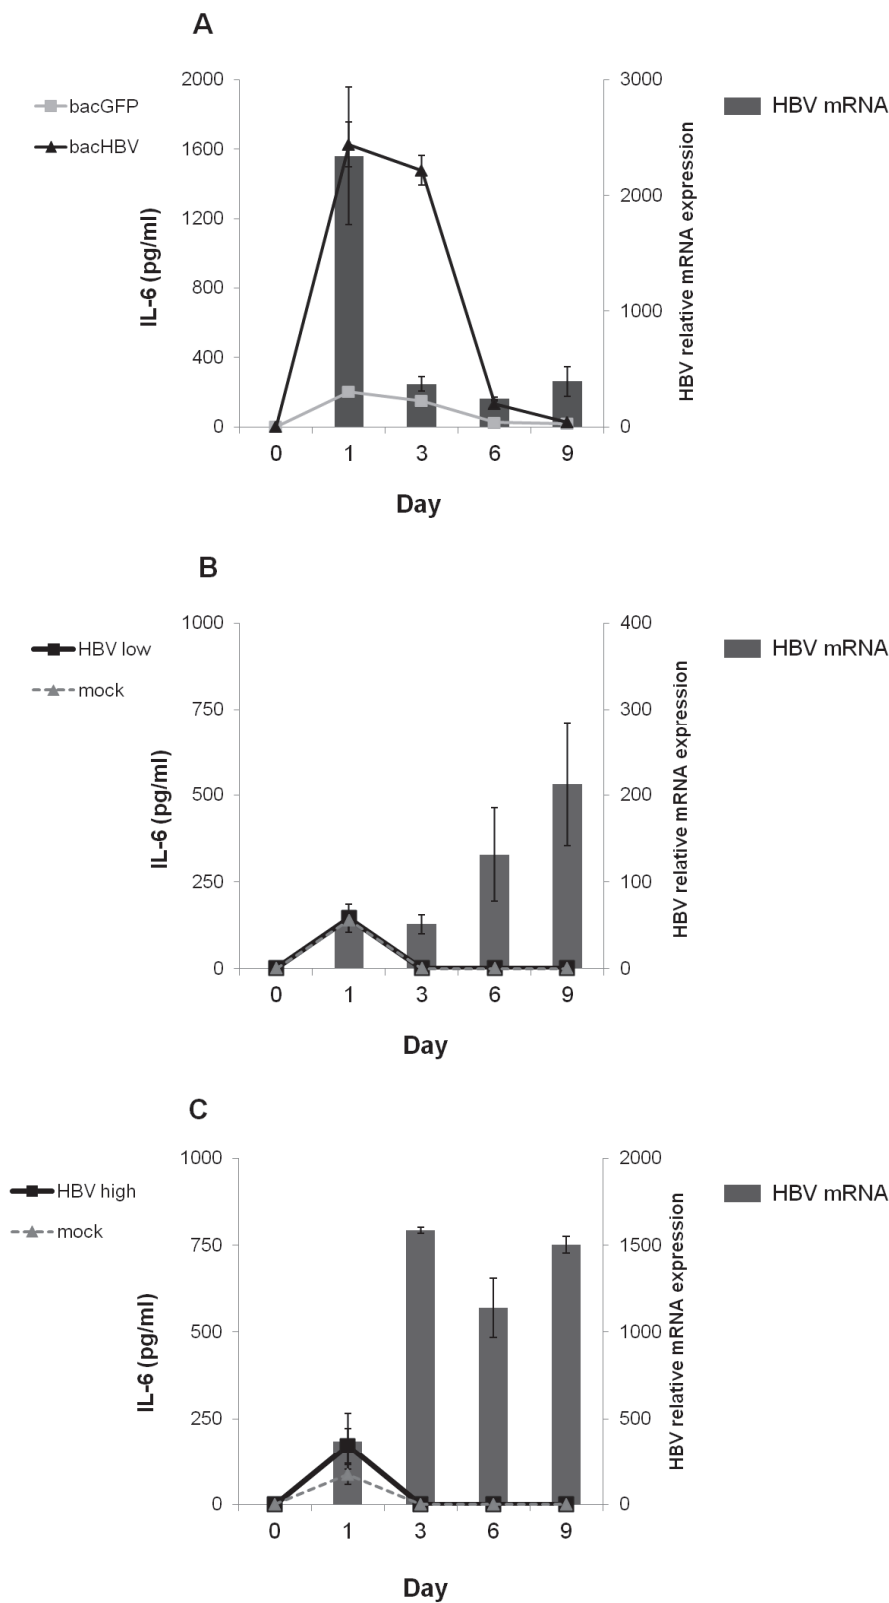 A
bacGFP
bacHBV
2000
1600
1200
800
400
0
IL-6 (pg/ml)
3000
2000
1000
0
HBV relative mRNA expression
HBV mRNA
0 1 3 6 9
Day
B
HBV low
mock
1000
750
500
250
0
IL-6 (pg/ml)
400
300
200
100
0
HBV relative mRNA expression
HBV mRNA
0 1 3 6 9
Day
C
HBV high
mock
1000
750
500
250
0
IL-6 (pg/ml)
2000
1500
1000
500
0
HBV relative mRNA expression
HBV mRNA
0 1 3 6 9
Day